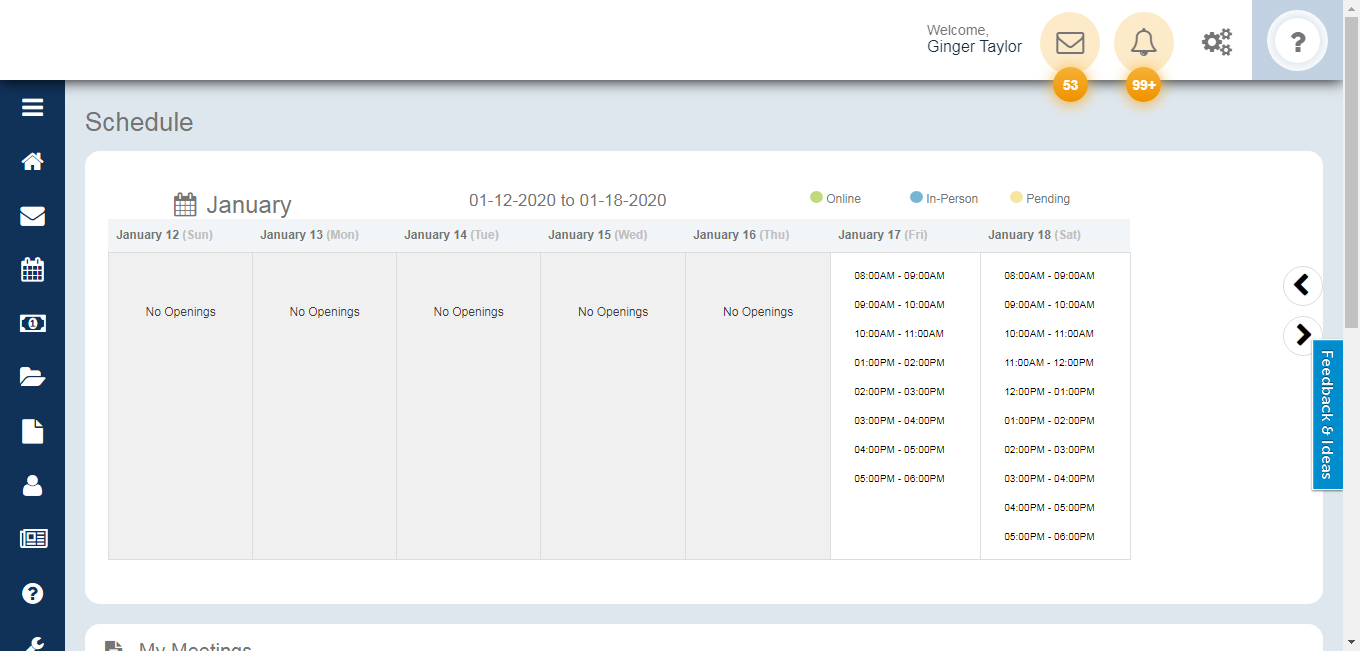 Welcome,
Ginger Taylor
53
99+
?
Schedule
January
01-12-2020 to 01-18-2020
Online
In-Person
Pending
January 12 (Sun)
January 13 (Mon)
January 14 (Tue)
January 15 (Wed)
January 16 (Thu)
January 17 (Fri)
January 18 (Sat)
No Openings
No Openings
No Openings
No Openings
No Openings
08:00AM - 09:00AM
09:00AM - 10:00AM
10:00AM - 11:00AM
01:00PM - 02:00PM
02:00PM - 03:00PM
03:00PM - 04:00PM
04:00PM - 05:00PM
05:00PM - 06:00PM
08:00AM - 09:00AM
09:00AM - 10:00AM
10:00AM - 11:00AM
11:00AM - 12:00PM
12:00PM - 01:00PM
01:00PM - 02:00PM
02:00PM - 03:00PM
03:00PM - 04:00PM
04:00PM - 05:00PM
05:00PM - 06:00PM
Feedback & Ideas
My Meetings